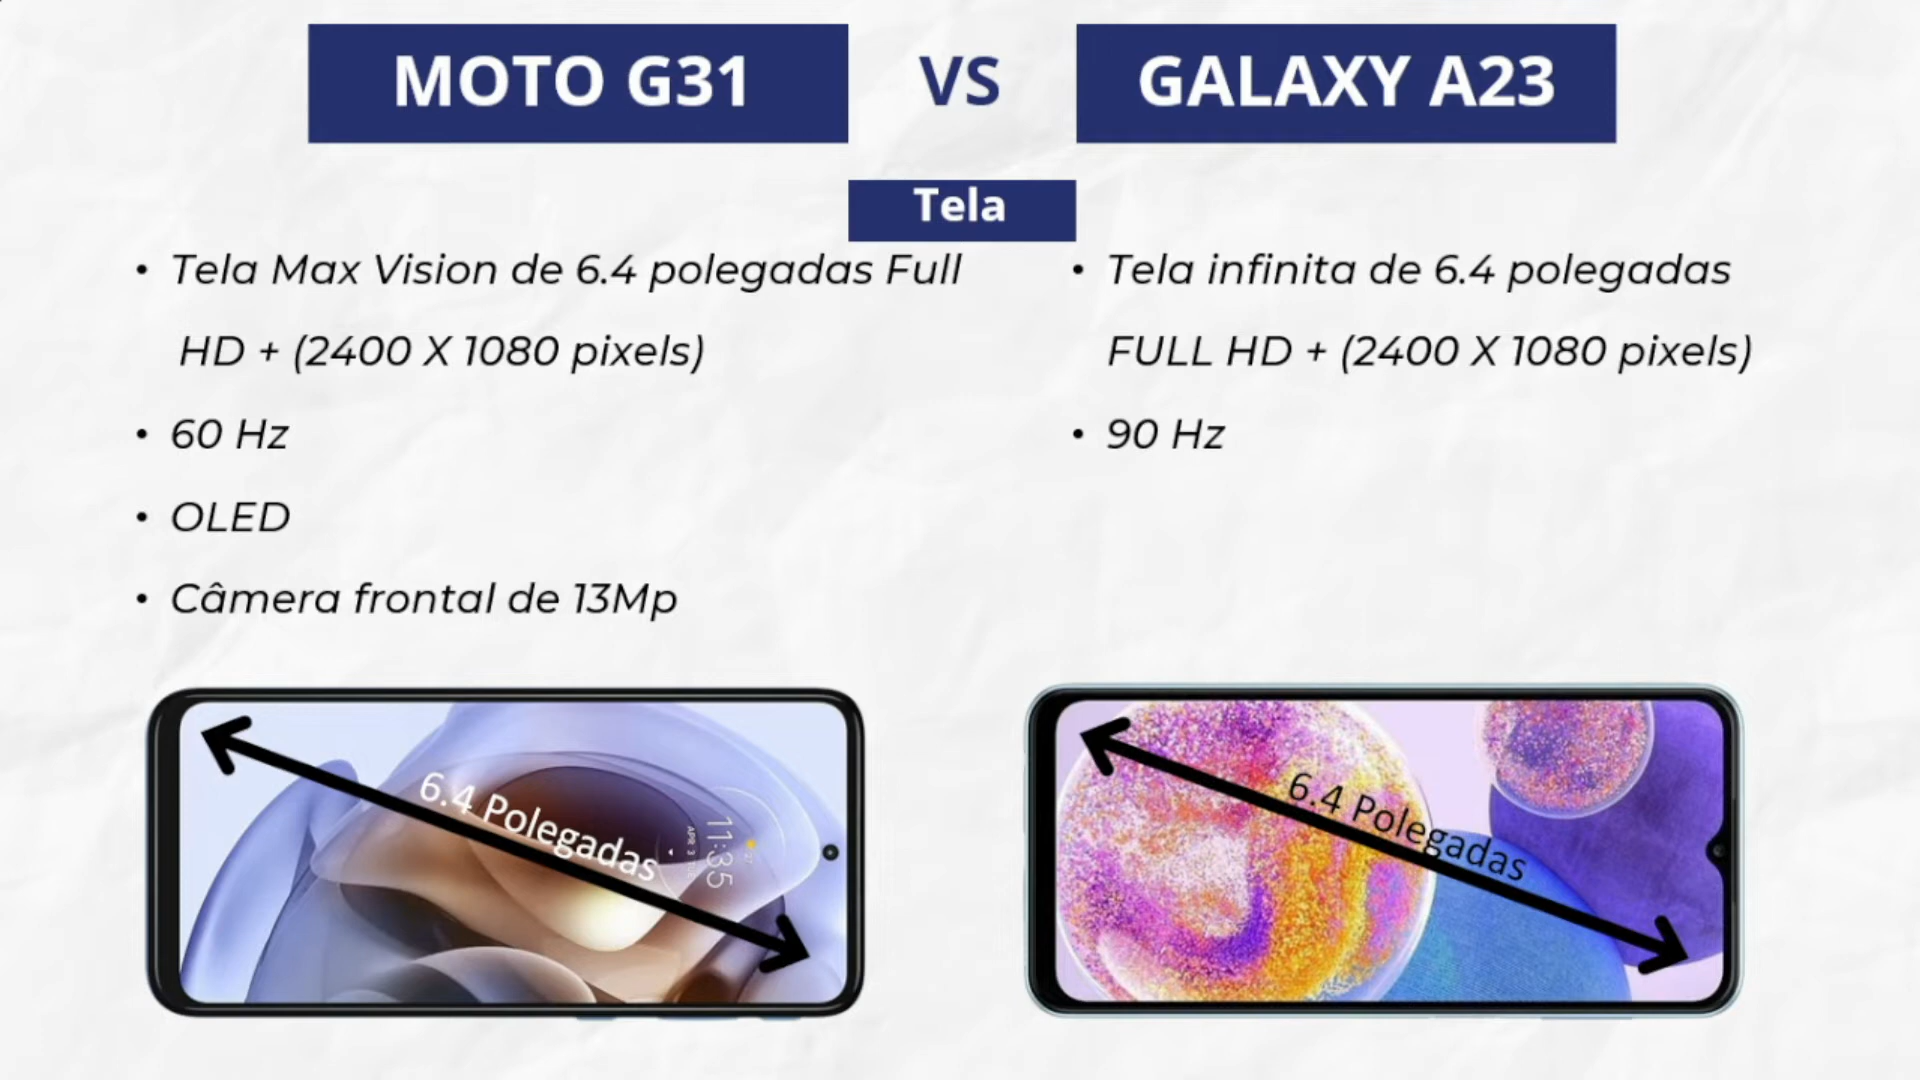 MOTO G31
VS
GALAXY A23
Tela
• Tela Max Vision de 6.4 polegadas Full
HD + (2400 X 1080 pixels)
• 60 Hz
• OLED
• Câmera frontal de 13Mp
• Tela infinita de 6.4 polegadas
FULL HD + (2400 X 1080 pixels)
• 90 Hz
6.4 Polegadas
11:35
6.4 Polegadas